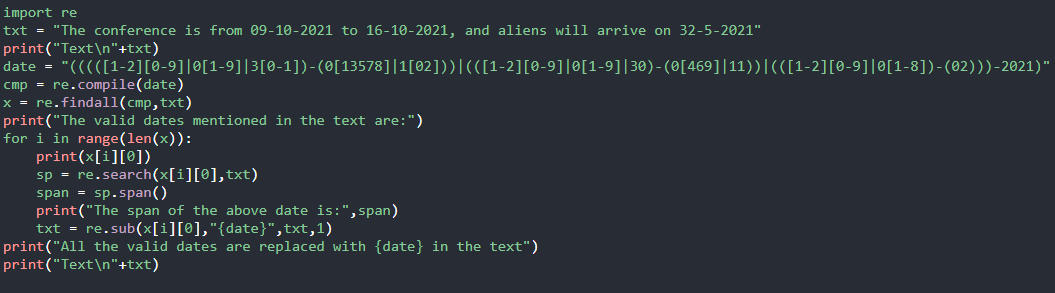 import re
txt = "The conference is from 09-10-2021 to 16-10-2021, and aliens will arrive on 32-5-2021"
print("Text\n"+txt)
date = "((((([1-2][0-9]|0[1-9]|3[0-1])-(0[13578]|1[02]))|(([1-2][0-9]|0[1-9]|30)-(0[469]|11))|(([1-2][0-9]|0[1-8])-(02)))-2021)"
cmp = re.compile(date)
x = re.findall(cmp,txt)
print("The valid dates mentioned in the text are:")
for i in range(len(x)):
    print(x[i][0])
    sp = re.search(x[i][0],txt)
    span = sp.span()
    print("The span of the above date is:",span)
    txt = re.sub(x[i][0],"{date}",txt,1)
print("All the valid dates are replaced with {date} in the text")
print("Text\n"+txt)